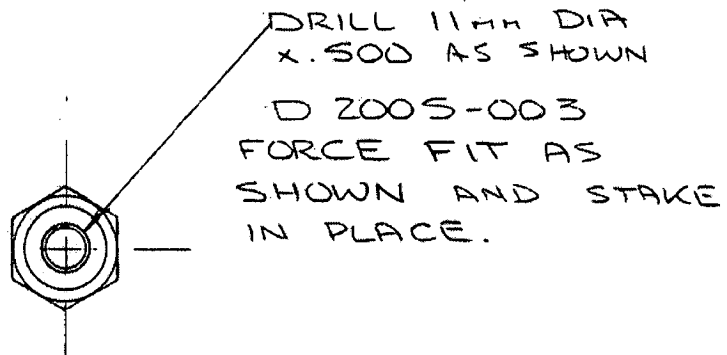 DRILL 11MM DIA
x.500 AS SHOWN
D 2005-003
FORCE FIT AS
SHOWN AND STAKE
IN PLACE.